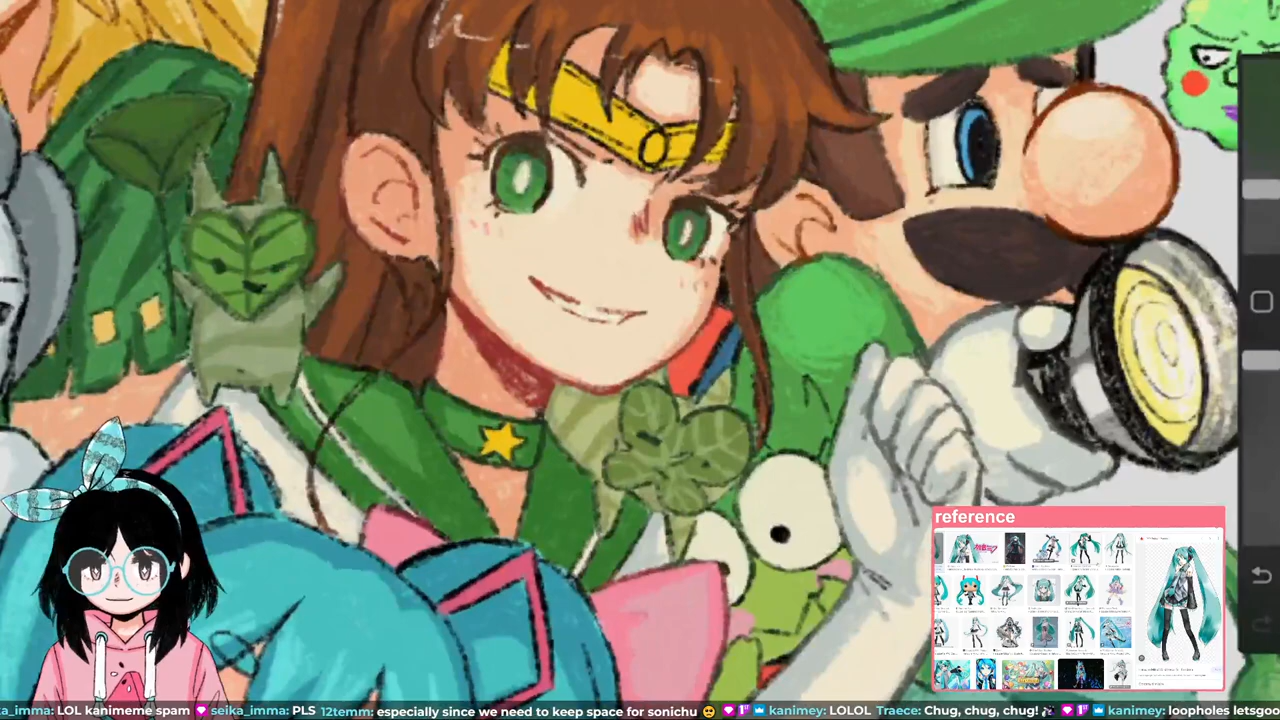 reference
ka_imma: LOL kanimeme spam seika_imma: PLS 12temm: especially since we need to keep space for sonichu kanimey: LOLOL Traece: Chug, chug, chug! kanimey: loopholes letsgoo